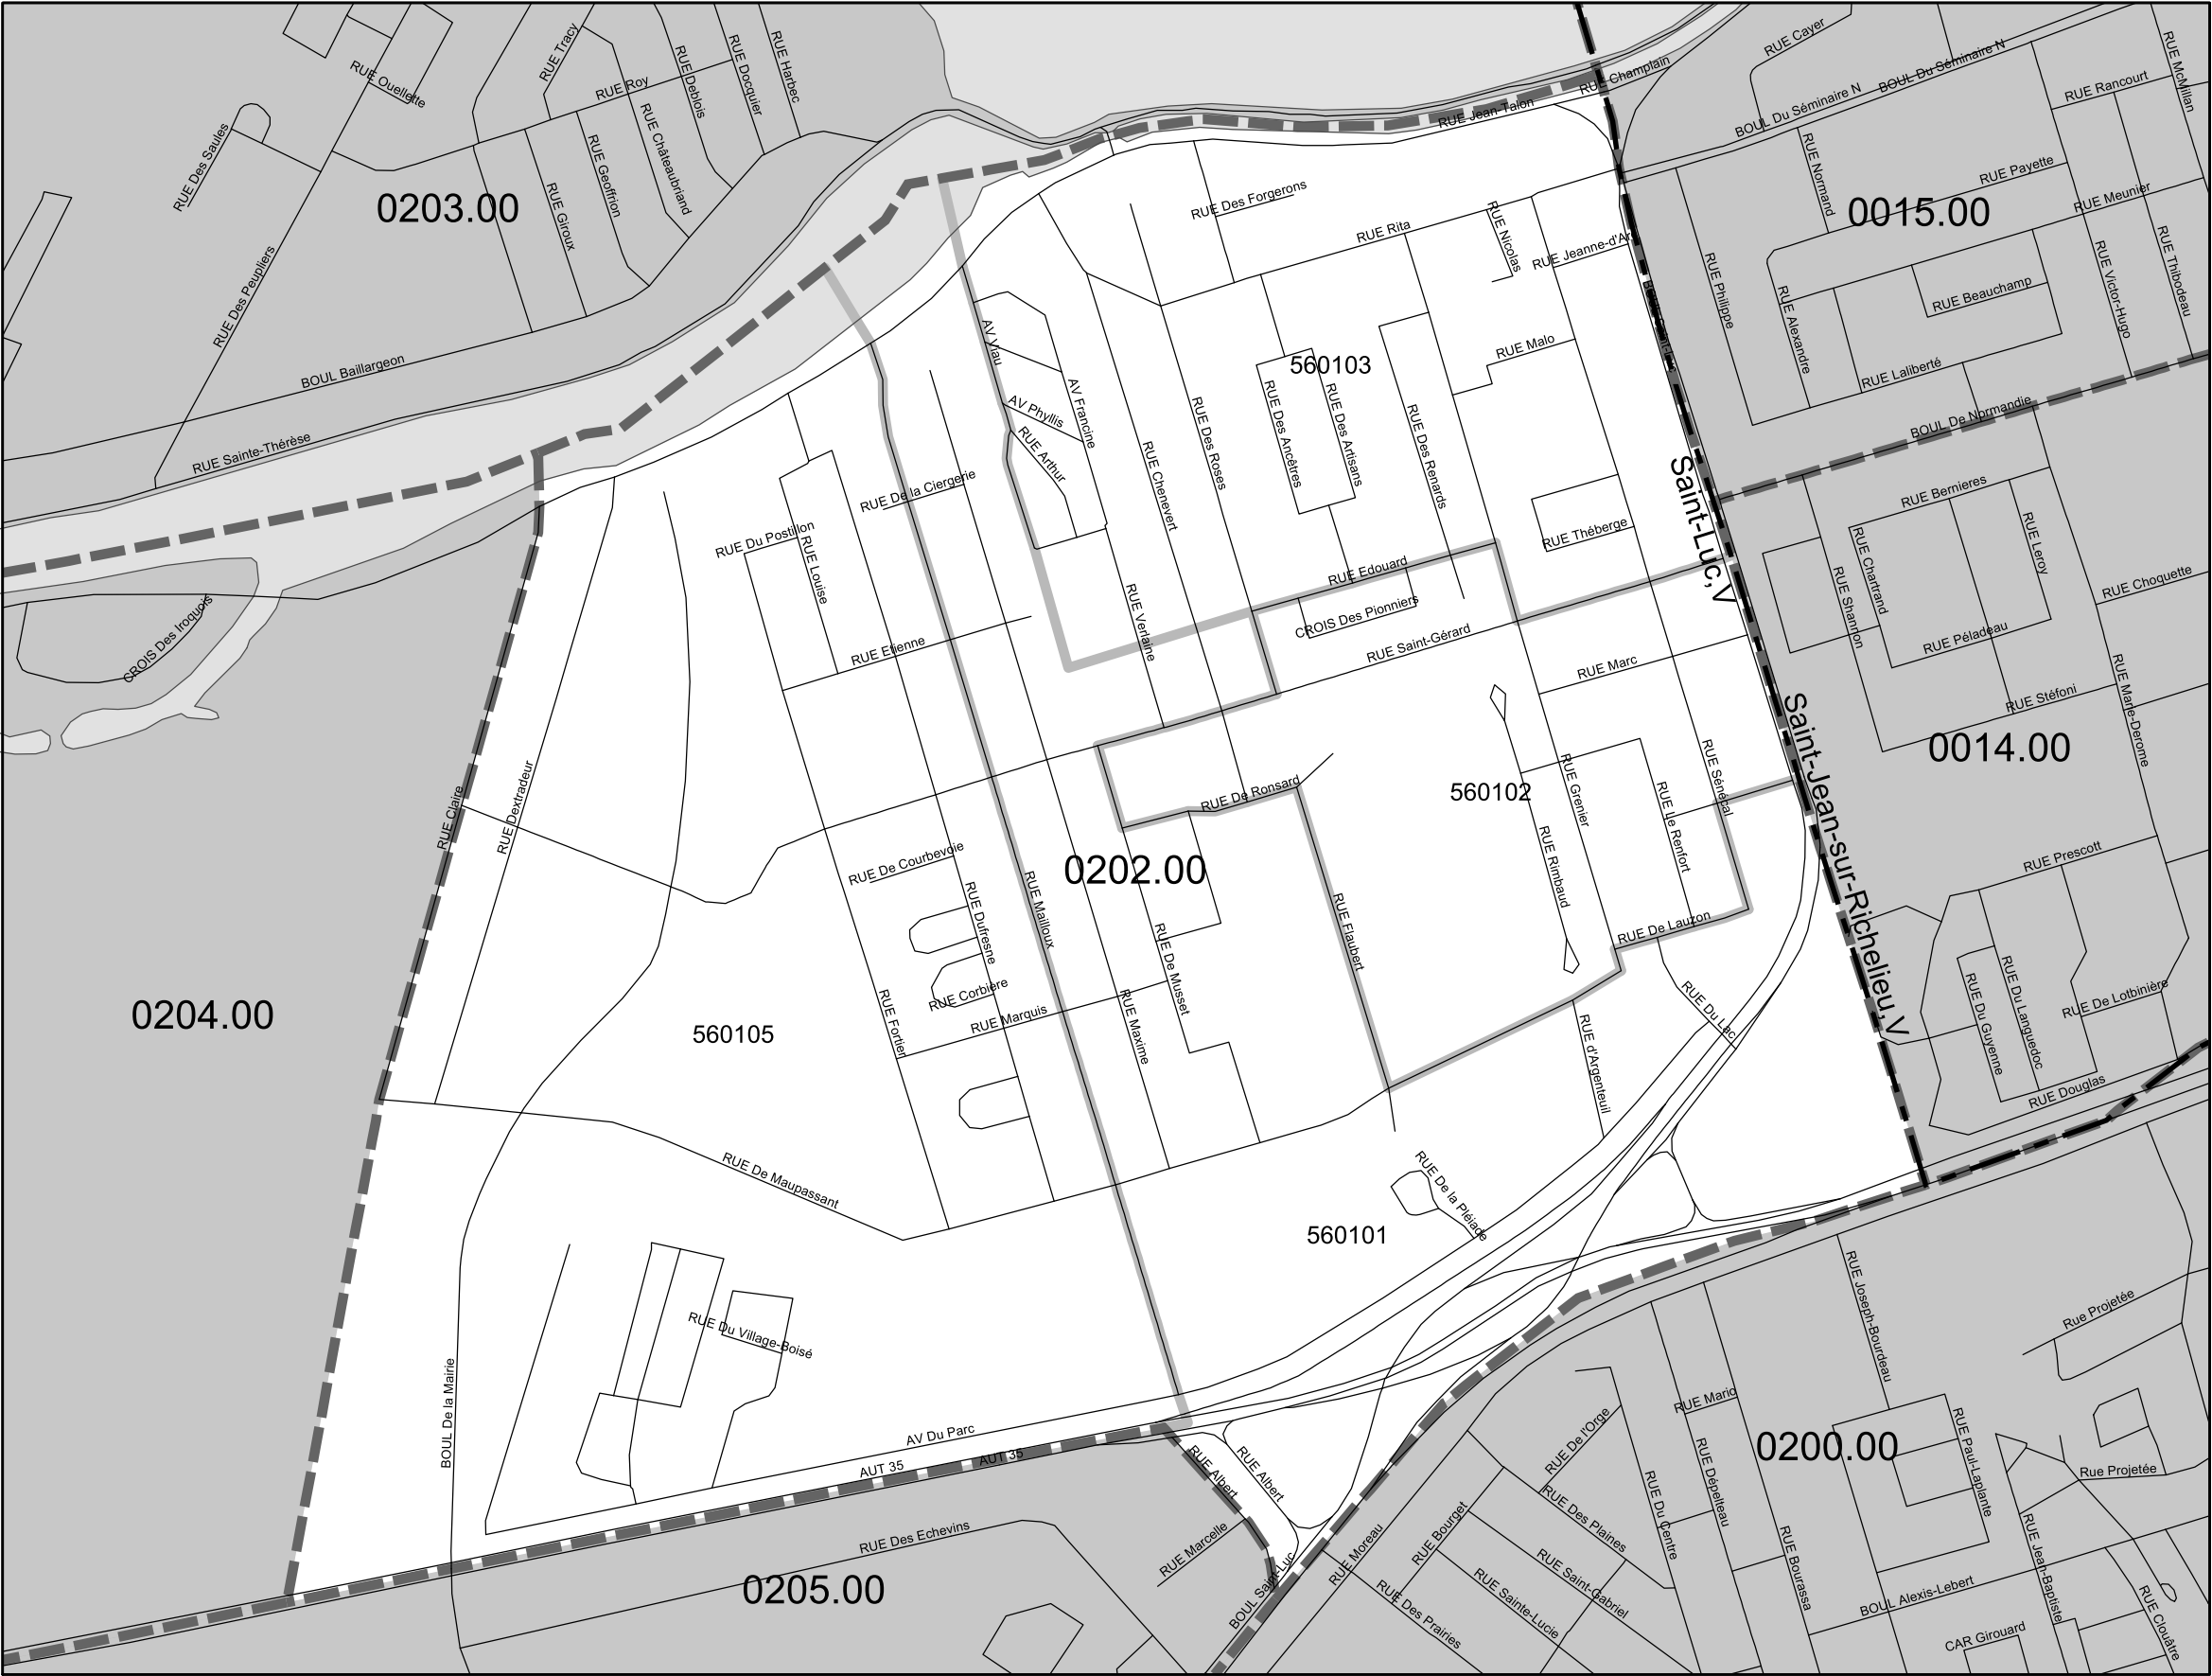 RUE Ouellette
RUE Tracy
RUE Roy
RUE Deblois
RUE Docquier
RUE Harbec
RUE Des Saules
RUE Châteaubriand
RUE Geoffrion
RUE Giroux
0203.00
RUE Des Peupliers
BOUL Baillargeon
RUE Sainte-Thérèse
RUE Cayer
BOUL Du Séminaire N
BOUL Du Séminaire N
RUE McMillan
RUE Rancourt
RUE Champlain
RUE Jean-Talon
RUE Normand
RUE Payette
RUE Meunier
0015.00
RUE Philippe
RUE Alexandre
RUE Beauchamp
RUE Victor-Hugo
RUE Thibodeau
RUE Laliberté
BOUL De Normandie
RUE Des Forgerons
RUE Rita
RUE Nicolas
RUE Jeanne-d'Arc
RUE Malo
560103
AV Viau
AV Phyllis
AV Francine
RUE Arthur
RUE Chenevert
RUE Des Roses
RUE Des Ancêtres
RUE Des Artisans
RUE Des Renards
RUE Théberge
RUE Edouard
CROIS Des Pionniers
RUE Saint-Gérard
Saint-Luc,V
RUE De la Ciergerie
RUE Du Postillon
RUE Louise
RUE Etienne
RUE Verlaine
CROIS Des Iroquois
RUE Bernieres
RUE Leroy
RUE Chartrand
RUE Shannon
RUE Péladeau
RUE Choquette
RUE Stéfoni
RUE Marie-Derome
0014.00
RUE Marc
Saint-Jean-sur-Richelieu,V
RUE Claire
RUE Dextradeur
RUE De Ronsard
560102
RUE Grenier
RUE Sénécal
RUE Le Renfort
RUE Rimbaud
RUE De Lauzon
RUE De Courbevoie
RUE Dufresne
RUE Mailloux
0202.00
RUE De Musset
RUE Flaubert
RUE Prescott
RUE Du Guyenne
RUE Du Languedoc
RUE De Lotbinière
RUE Douglas
0204.00
560105
RUE Fortier
RUE Corbière
RUE Marquis
RUE Maxime
RUE Du Lac
RUE d'Argenteuil
RUE De Maupassant
RUE De la Pléiade
560101
RUE Du Village-Boisé
BOUL De la Mairie
AV Du Parc
AUT 35
AUT 35
RUE Albert
RUE Albert
RUE Marcelle
BOUL Saint-Luc
RUE Des Echevins
0205.00
RUE Moreau
RUE Bourget
RUE De l'Orge
RUE Des Plaines
RUE Saint-Gabriel
RUE Sainte-Lucie
RUE Des Prairies
RUE Du Centre
RUE Mario
RUE Dépelteau
RUE Bourassa
RUE Joseph-Bourdeau
RUE Paul-Laplante
0200.00
Rue Projetée
Rue Projetée
RUE Jean-Baptiste
BOUL Alexis-Lebert
CAR Girouard
RUE Clouâtre